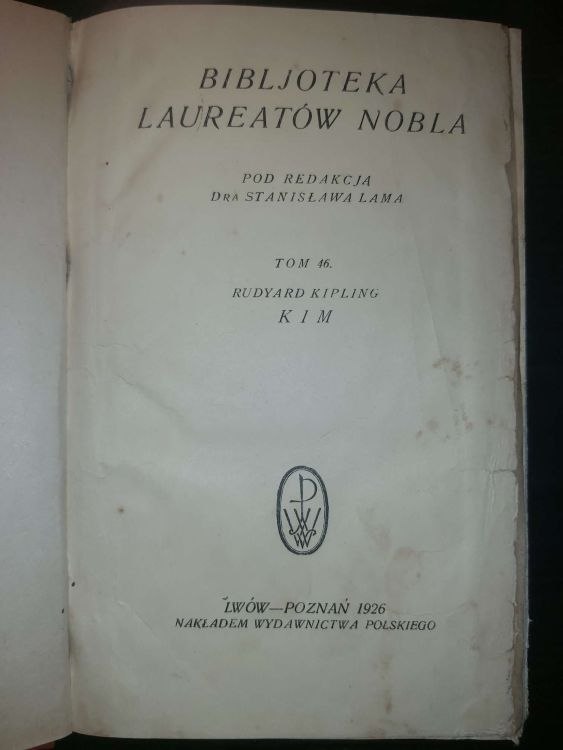 BIBLJOTEKA
LAUREATÓW NOBLA
POD REDAKCJĄ
DRA STANISŁAWA LAMA
TOM 46.
RUDYARD KIPLING
KIM
LWÓW—POZNAŃ 1926
NAKŁADEM WYDAWNICTWA POLSKIEGO